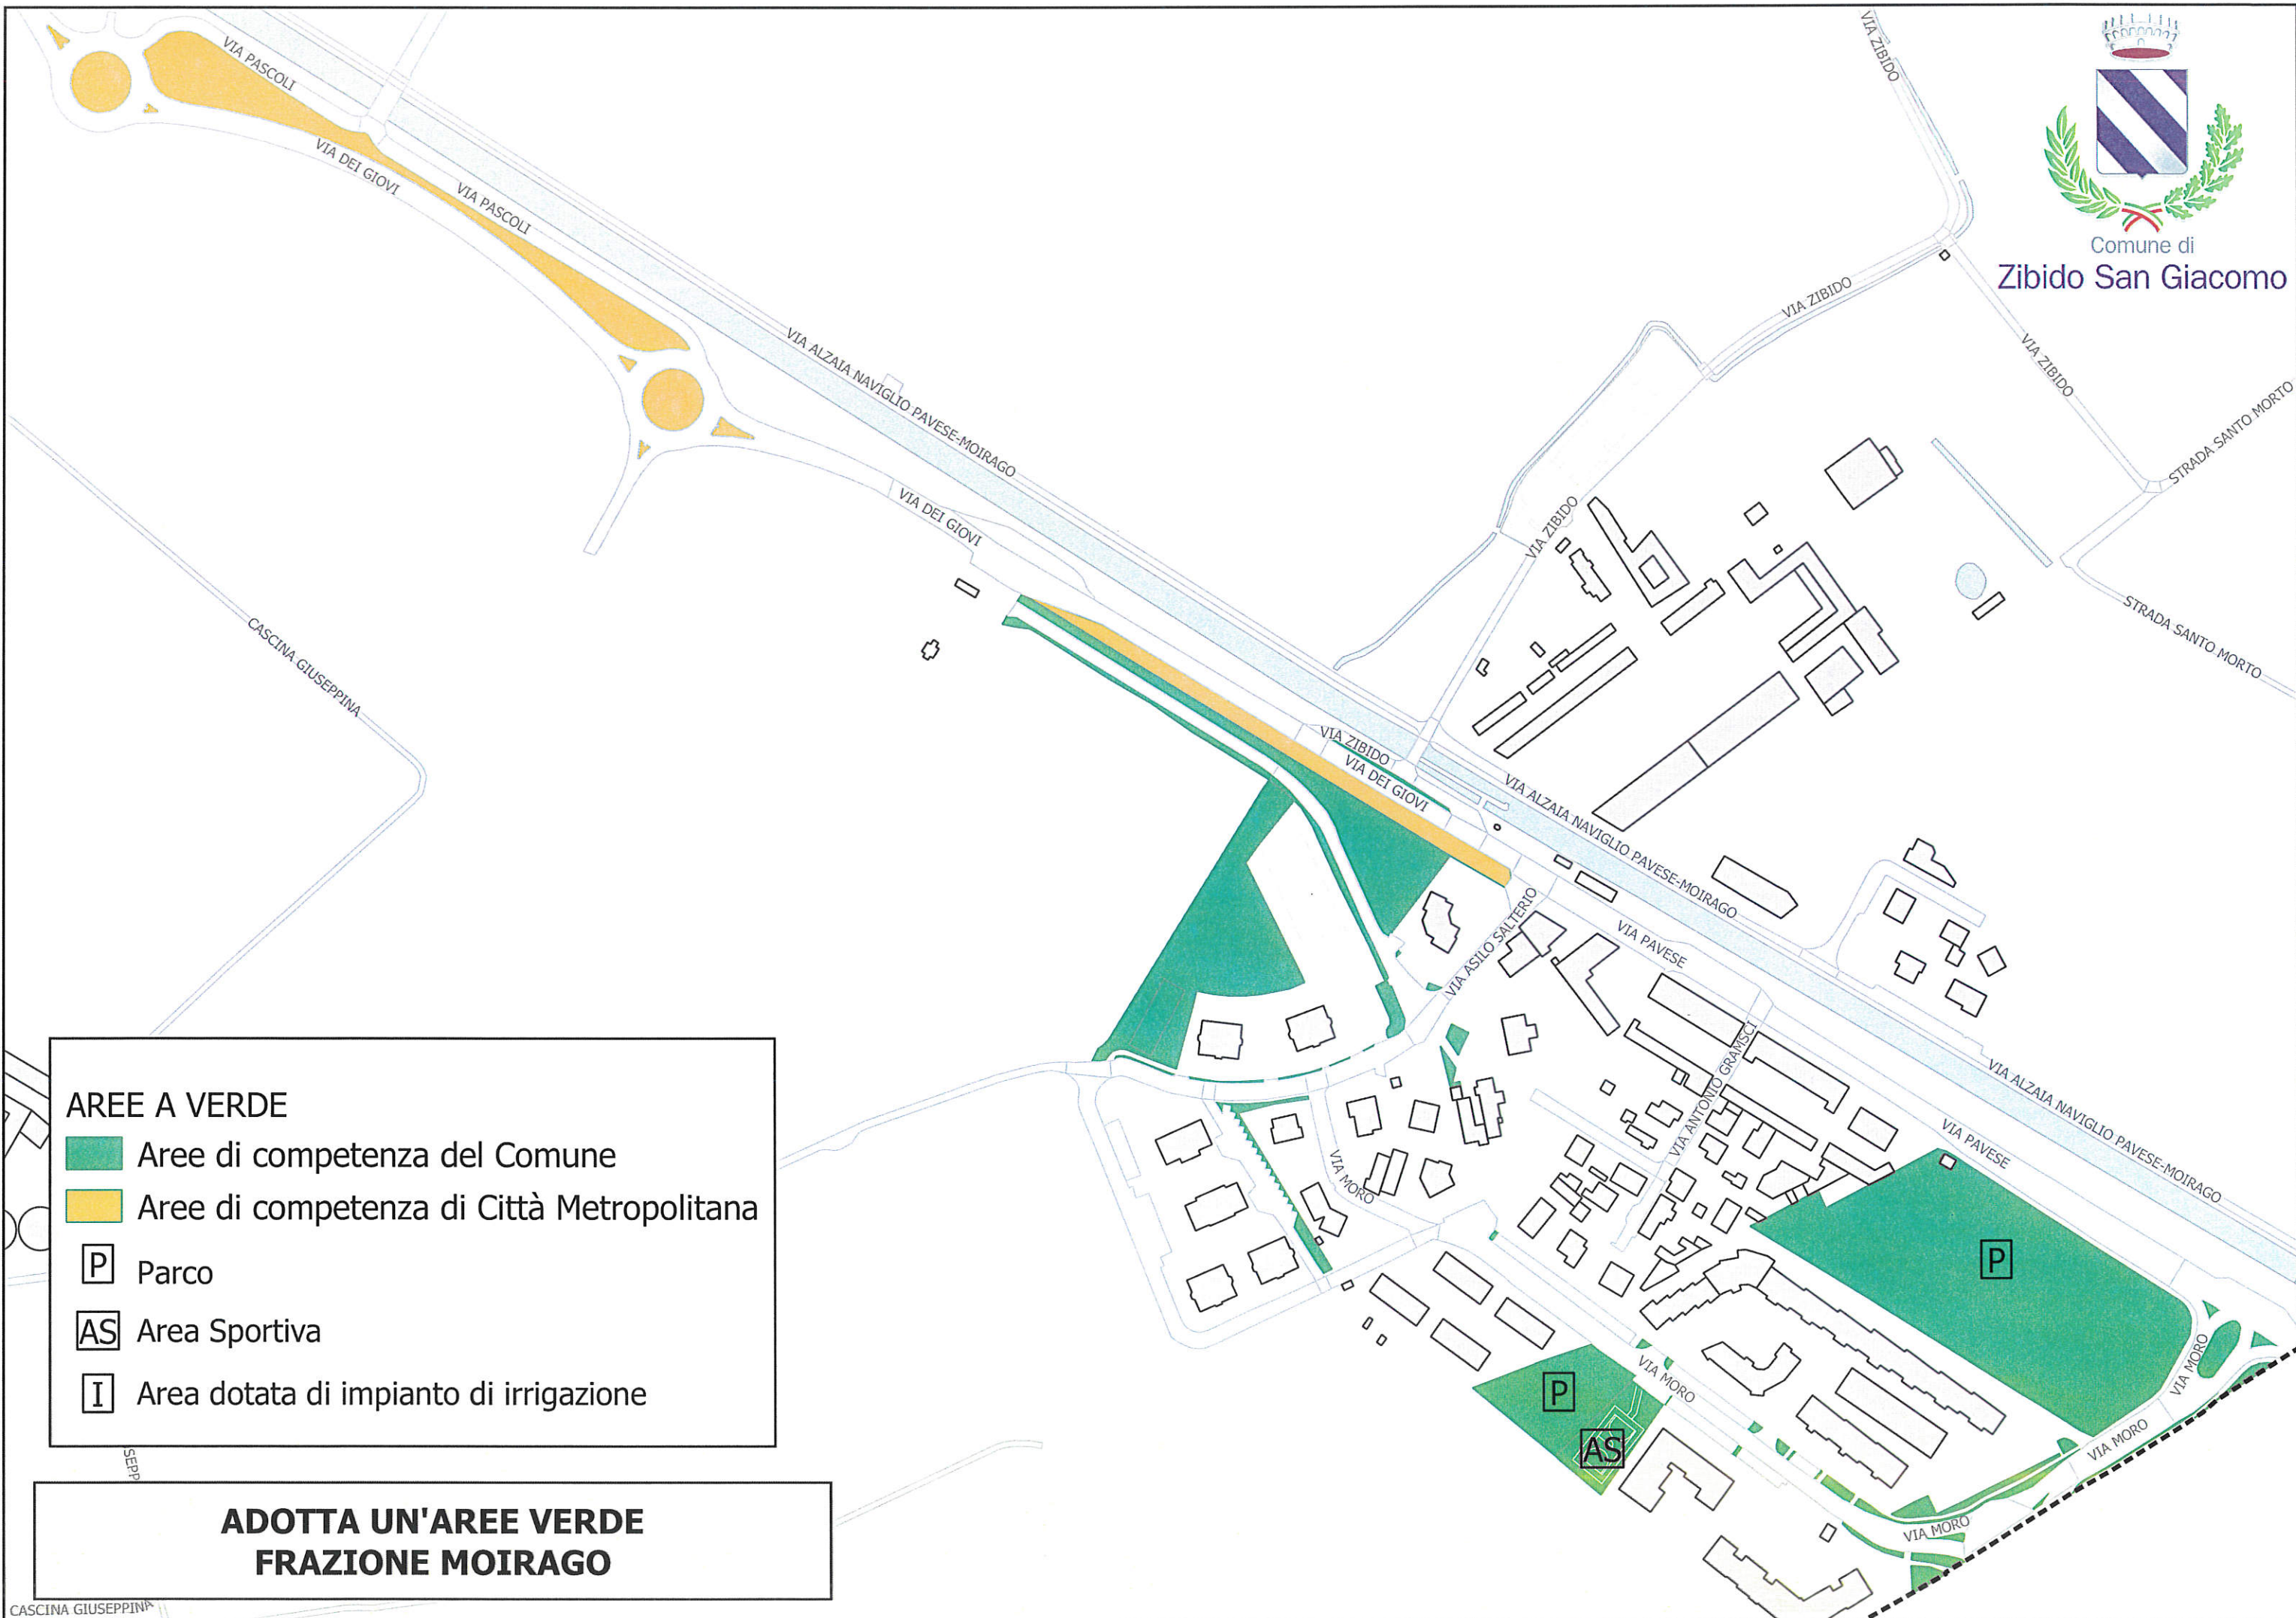 VIA PASCOLI
VIA DEI GIOVI
VIA PASCOLI
VIA ZIBIDO
Comune di
Zibido San Giacomo
VIA ZIBIDO
VIA ZIBIDO
STRADA SANTO MORTO
VIA ALZAIA NAVIGLIO PAVESE-MOIRAGO
VIA DEI GIOVI
VIA ZIBIDO
STRADA SANTO MORTO
CASCINA GIUSEPPINA
VIA ZIBIDO
VIA DEI GIOVI
VIA ALZAIA NAVIGLIO PAVESE-MOIRAGO
VIA ASILO SALTERIO
VIA PAVESE
VIA ANTONIO GRAMSCI
VIA ALZAIA NAVIGLIO PAVESE-MOIRAGO
VIA PAVESE
VIA MORO
P
VIA MORO
VIA MORO
P
AS
VIA MORO
VIA MORO
AREE A VERDE
Aree di competenza del Comune
Aree di competenza di Città Metropolitana
P Parco
AS Area Sportiva
I Area dotata di impianto di irrigazione
SEPP
ADOTTA UN'AREE VERDE
FRAZIONE MOIRAGO
CASCINA GIUSEPPINA